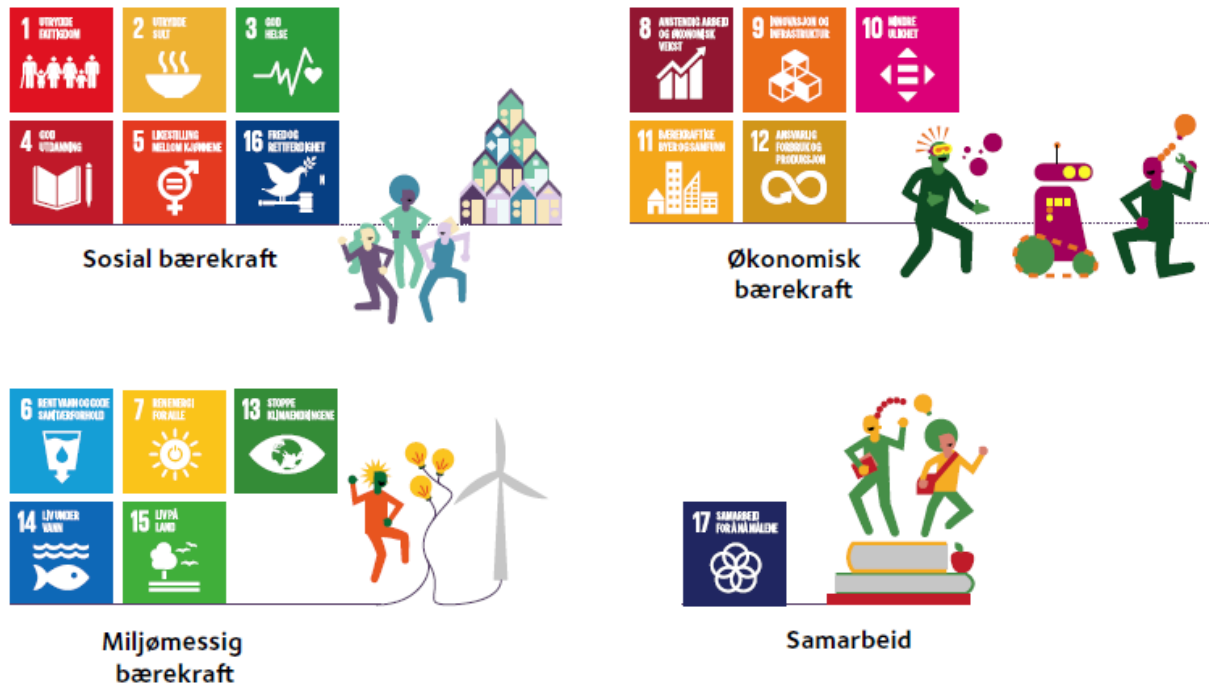 1 UTRYDDE
FATTIGDOM
2 UTRYDDE
SULT
3 GOD
HELSE
4 GOD
UTDANNING
5 LIKESTILLING
MELLOM KJØNNENE
16 FRED OG
RETTFERDIGHET
Sosial bærekraft
8 ANSTENDIG ARBEID
OG ØKONOMISK
VEKST
9 INNOVASJON OG
INFRASTRUKTUR
10 MINDRE
ULIKHET
11 BÆREKRAFTIGE
BYER OG SAMFUNN
12 ANSVARLIG
FORBRUK OG
PRODUKSJON
Økonomisk
bærekraft
6 RENT VANN OG GODE
SANITÆRFORHOLD
7 REN ENERGI
FOR ALLE
13 STOPPE
KLIMAENDRINGENE
14 LIV UNDER
VANN
15 LIV PÅ
LAND
Miljømessig
bærekraft
17 SAMARBEID
FOR Å NÅ MÅLENE
Samarbeid